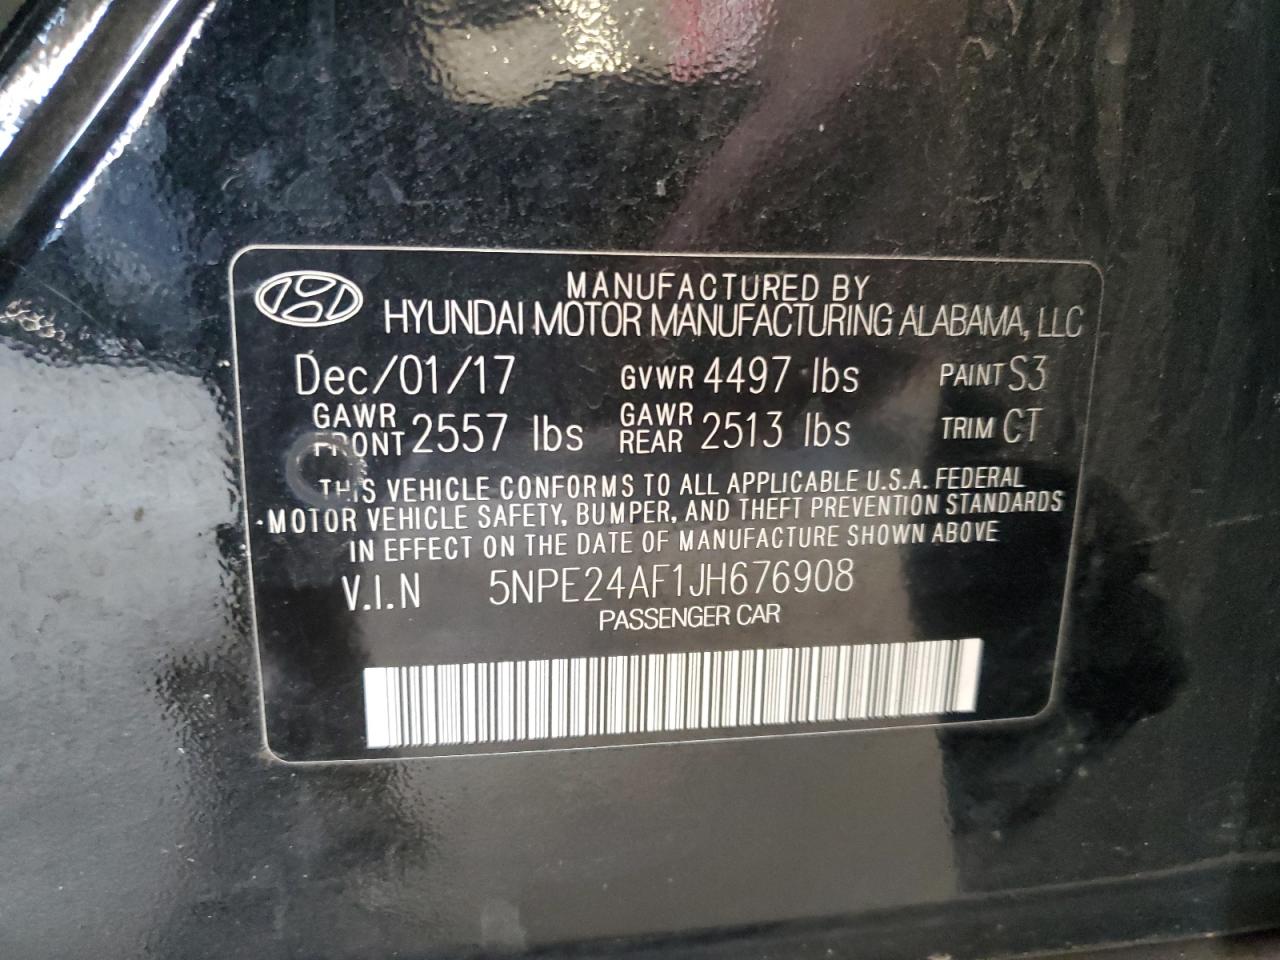 MANUFACTURED BY
HYUNDAI MOTOR MANUFACTURING ALABAMA, LLC
Dec/01/17 GVWR 4497 lbs PAINT S3
GAWR FRONT 2557 lbs GAWR REAR 2513 lbs TRIM CT
THIS VEHICLE CONFORMS TO ALL APPLICABLE U.S.A. FEDERAL
MOTOR VEHICLE SAFETY, BUMPER, AND THEFT PREVENTION STANDARDS
IN EFFECT ON THE DATE OF MANUFACTURE SHOWN ABOVE
V.I.N 5NPE24AF1JH676908
PASSENGER CAR